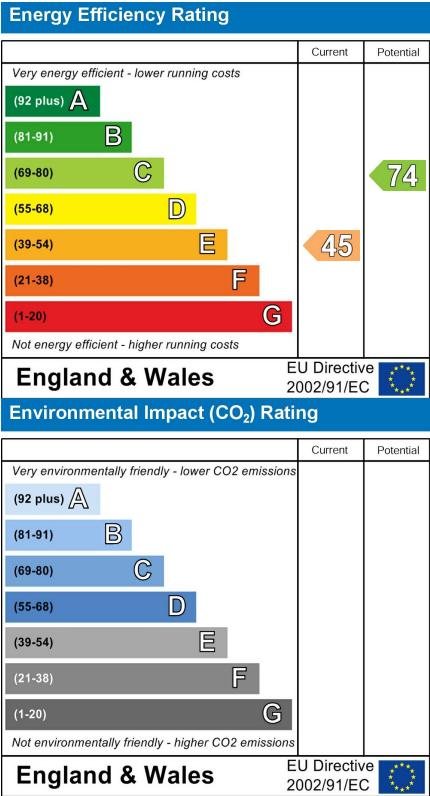 Energy Efficiency Rating
Current Potential
Very energy efficient - lower running costs
(92 plus) A
(81-91) B
(69-80) C
74
(55-68) D
(39-54) E
45
(21-38) F
(1-20) G
Not energy efficient - higher running costs
England & Wales
EU Directive
2002/91/EC
Environmental Impact (CO₂) Rating
Current Potential
Very environmentally friendly - lower CO2 emissions
(92 plus) A
(81-91) B
(69-80) C
(55-68) D
(39-54) E
(21-38) F
(1-20) G
Not environmentally friendly - higher CO2 emissions
England & Wales
EU Directive
2002/91/EC